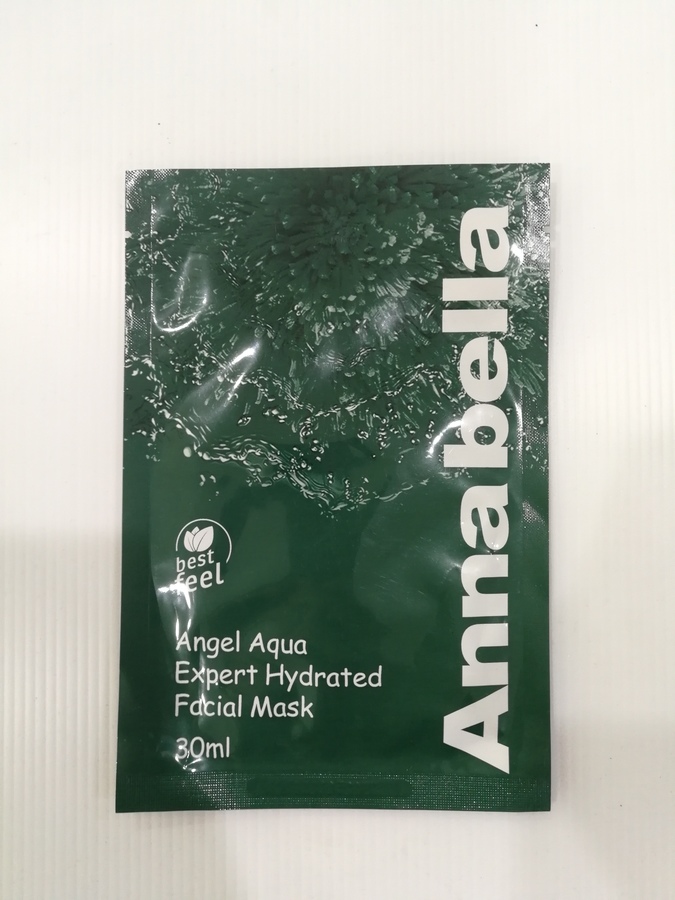 Annabella
best
feel
Angel Aqua
Expert Hydrated
Facial Mask
30ml